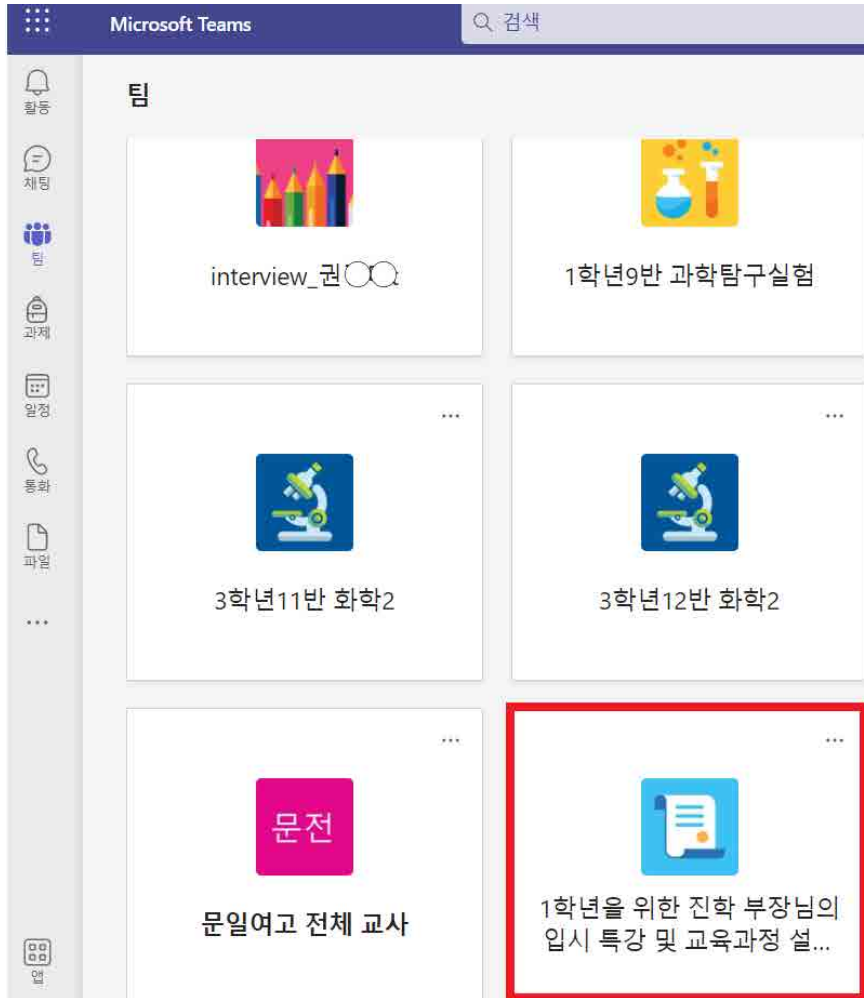 Microsoft Teams
검색
활동
채팅
팀
과제
일정
통화
파일
...
앱
팀
interview_권○○
1학년9반 과학탐구실험
...
3학년11반 화학2
...
3학년12반 화학2
...
문전
문일여고 전체 교사
...
1학년을 위한 진학 부장님의
입시 특강 및 교육과정 설...